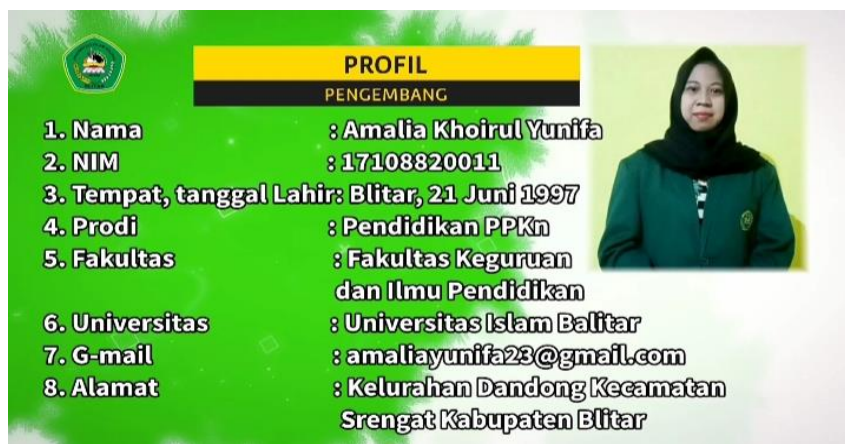 PROFIL
PENGEMBANG
1. Nama : Amalia Khoirul Yunifa
2. NIM : 17108820011
3. Tempat, tanggal Lahir: Blitar, 21 Juni 1997
4. Prodi : Pendidikan PPKn
5. Fakultas : Fakultas Keguruan
dan Ilmu Pendidikan
6. Universitas : Universitas Islam Balitar
7. G-mail : amaliayunifa23@gmail.com
8. Alamat : Kelurahan Dandong Kecamatan
Srengat Kabupaten Blitar